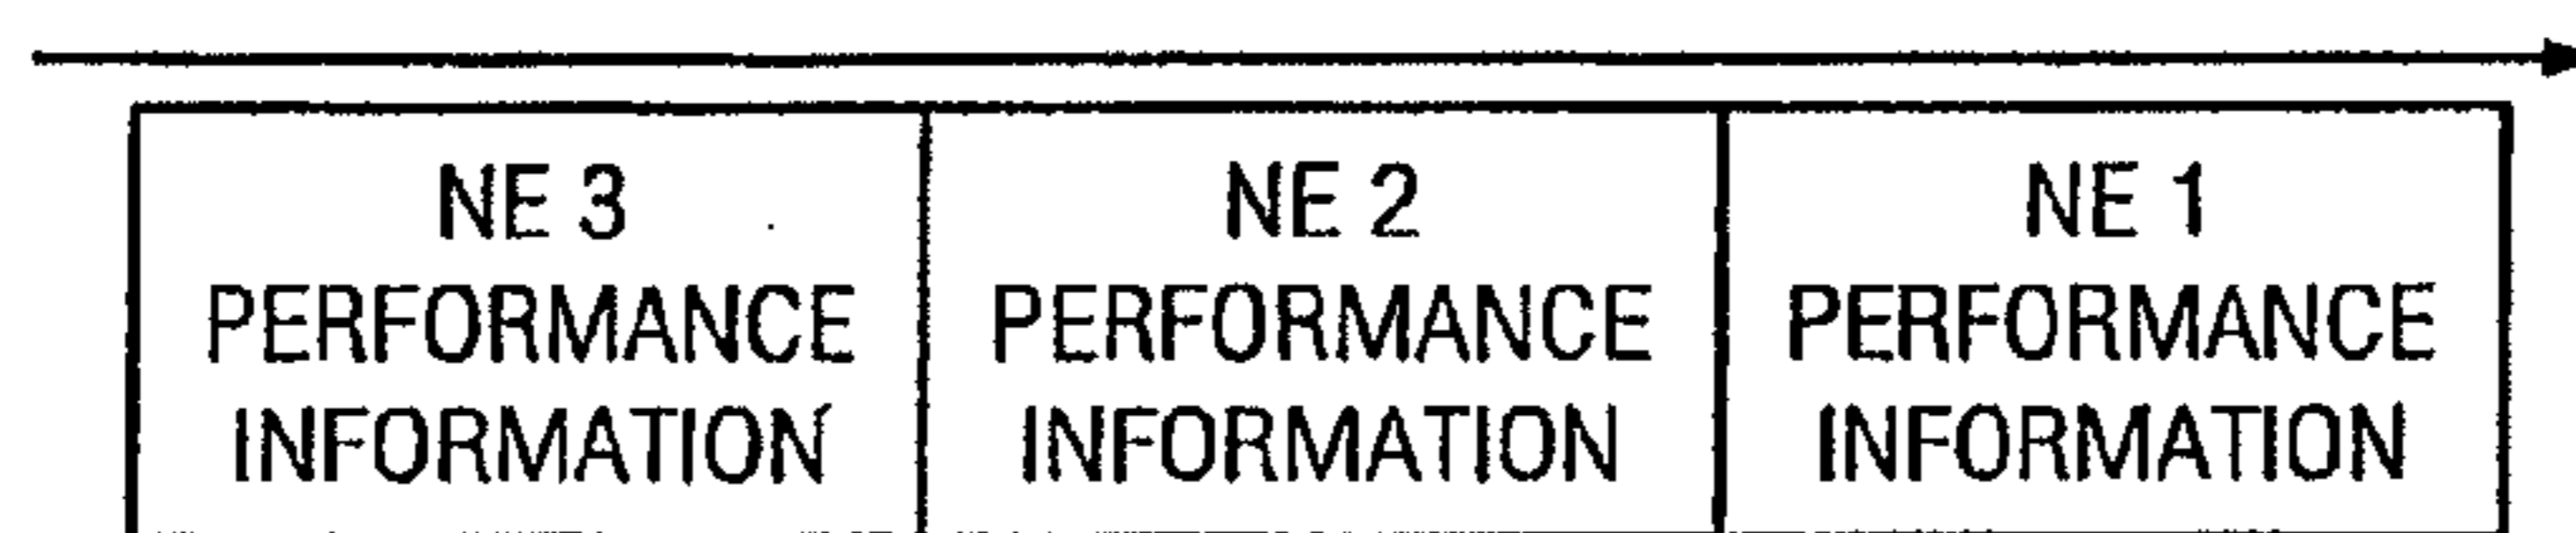 NE 3
PERFORMANCE
INFORMATION
NE 2
PERFORMANCE
INFORMATION
NE 1
PERFORMANCE
INFORMATION